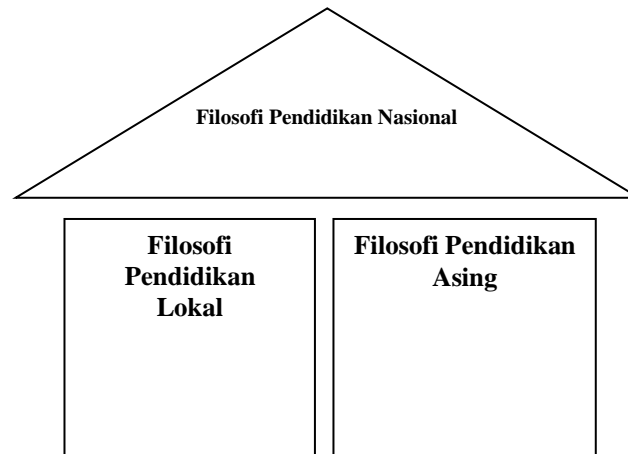 Filosofi Pendidikan Nasional
Filosofi
Pendidikan
Lokal
Filosofi Pendidikan
Asing